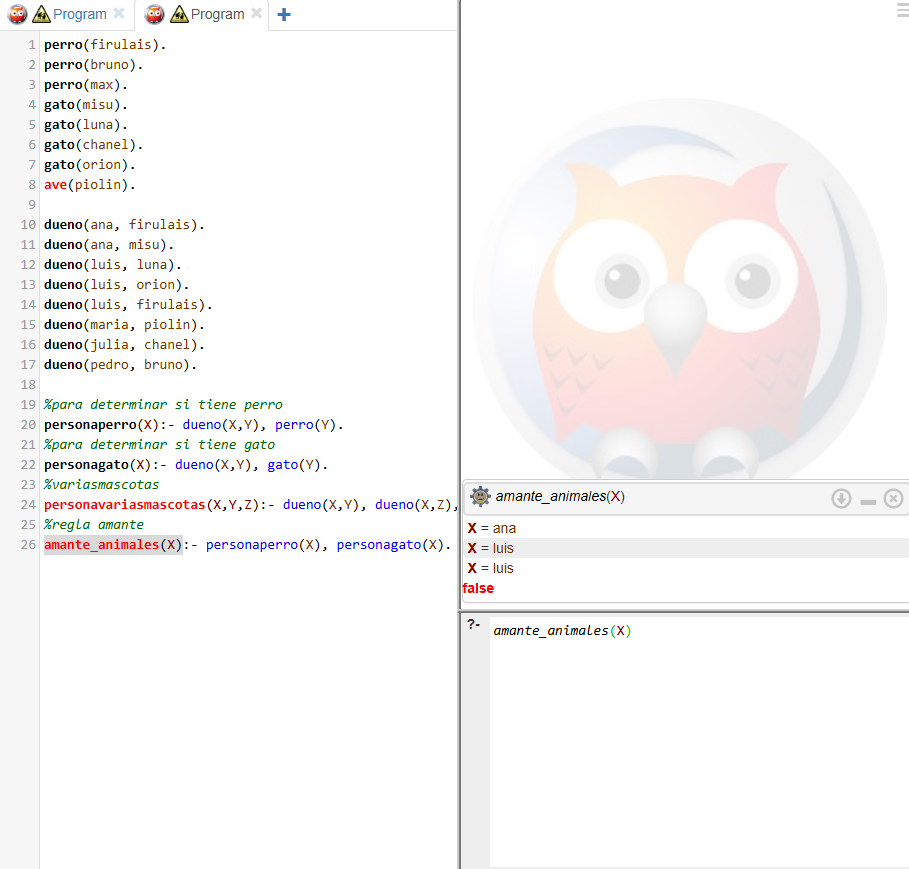 Program Program
1 perro(firulais).
2 perro(bruno).
3 perro(max).
4 gato(misu).
5 gato(luna).
6 gato(chanel).
7 gato(orion).
8 ave(piolin).
9
10 dueno(ana, firulais).
11 dueno(ana, misu).
12 dueno(luis, luna).
13 dueno(luis, orion).
14 dueno(luis, firulais).
15 dueno(maria, piolin).
16 dueno(julia, chanel).
17 dueno(pedro, bruno).
18
19 %para determinar si tiene perro
20 personaperro(X):- dueno(X,Y), perro(Y).
21 %para determinar si tiene gato
22 personagato(X):- dueno(X,Y), gato(Y).
23 %variasmascotas
24 personavariasmascotas(X,Y,Z):- dueno(X,Y), dueno(X,Z),
25 %regla amante
26 amante_animales(X):- personaperro(X), personagato(X).
amante_animales(X)
X = ana
X = luis
X = luis
false
?- amante_animales(X)